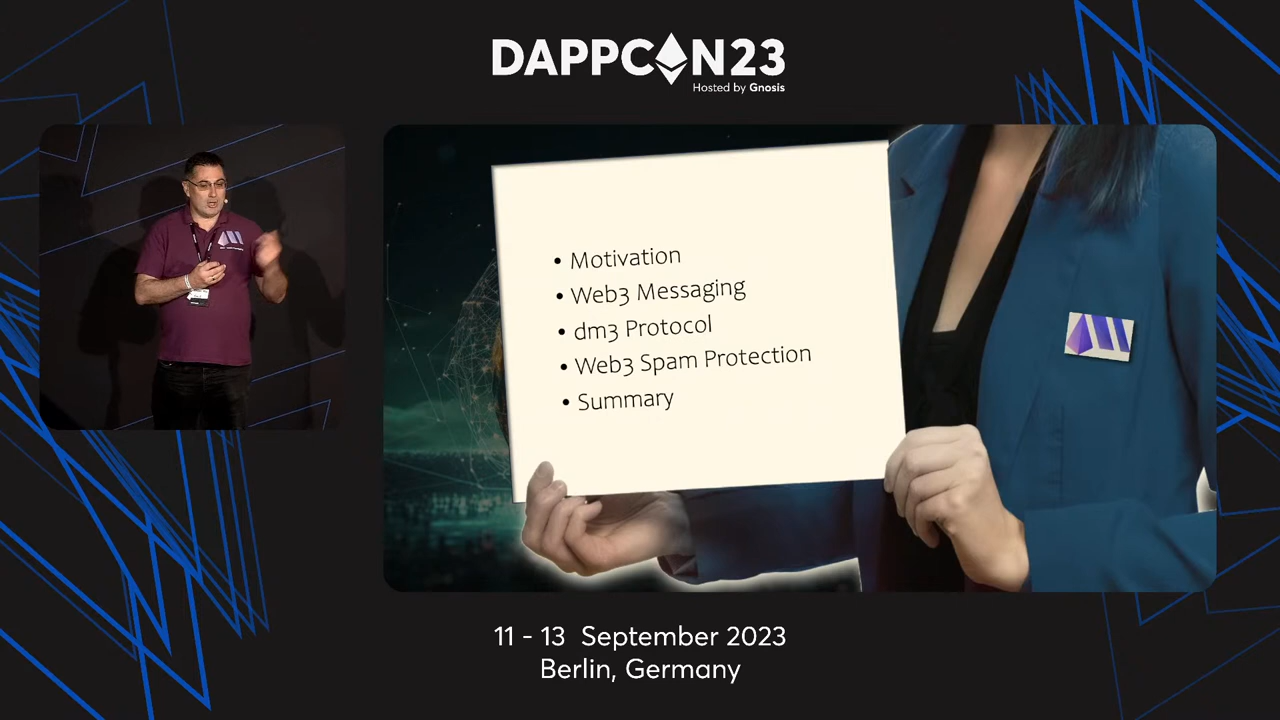 DAPPCON23
Hosted by Gnosis
• Motivation
• Web3 Messaging
• dm3 Protocol
• Web3 Spam Protection
• Summary
11 - 13 September 2023
Berlin, Germany